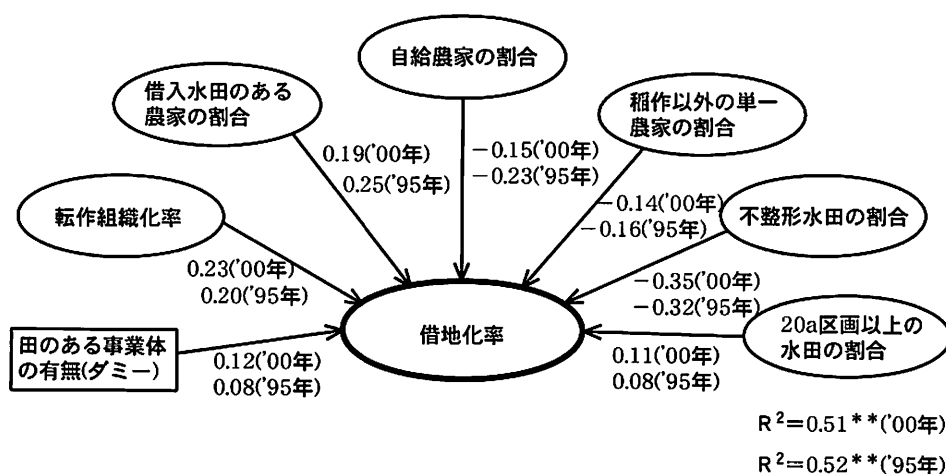 自給農家の割合
借入水田のある
農家の割合
稲作以外の単一
農家の割合
0.19('00年)
0.25('95年)
−0.15('00年)
−0.23('95年)
−0.14('00年)
−0.16('95年)
転作組織化率
不整形水田の割合
0.23('00年)
0.20('95年)
−0.35('00年)
−0.32('95年)
借地化率
田のある事業体
の有無(ダミー)
0.12('00年)
0.08('95年)
0.11('00年)
0.08('95年)
20a区画以上の
水田の割合
R²=0.51**('00年)
R²=0.52**('95年)